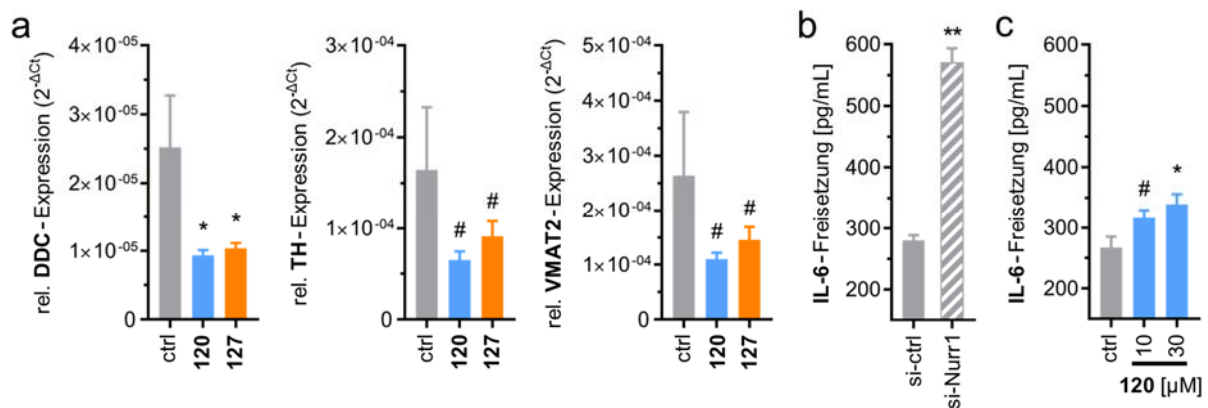 a
rel. DDC-Expression (2^-ΔCt)
4×10^-05
3×10^-05
2×10^-05
1×10^-05
0
* *
ctrl
120
127
rel. TH-Expression (2^-ΔCt)
3×10^-04
2×10^-04
1×10^-04
0
# #
ctrl
120
127
rel. VMAT2-Expression (2^-ΔCt)
5×10^-04
4×10^-04
2×10^-04
2×10^-04
1×10^-04
0
# #
ctrl
120
127
b
IL-6-Freisetzung [pg/mL]
600
500
400
300
200
**
si-ctrl
si-Nurr1
c
IL-6-Freisetzung [pg/mL]
600
500
400
300
200
# *
ctrl
10
30
120 [µM]